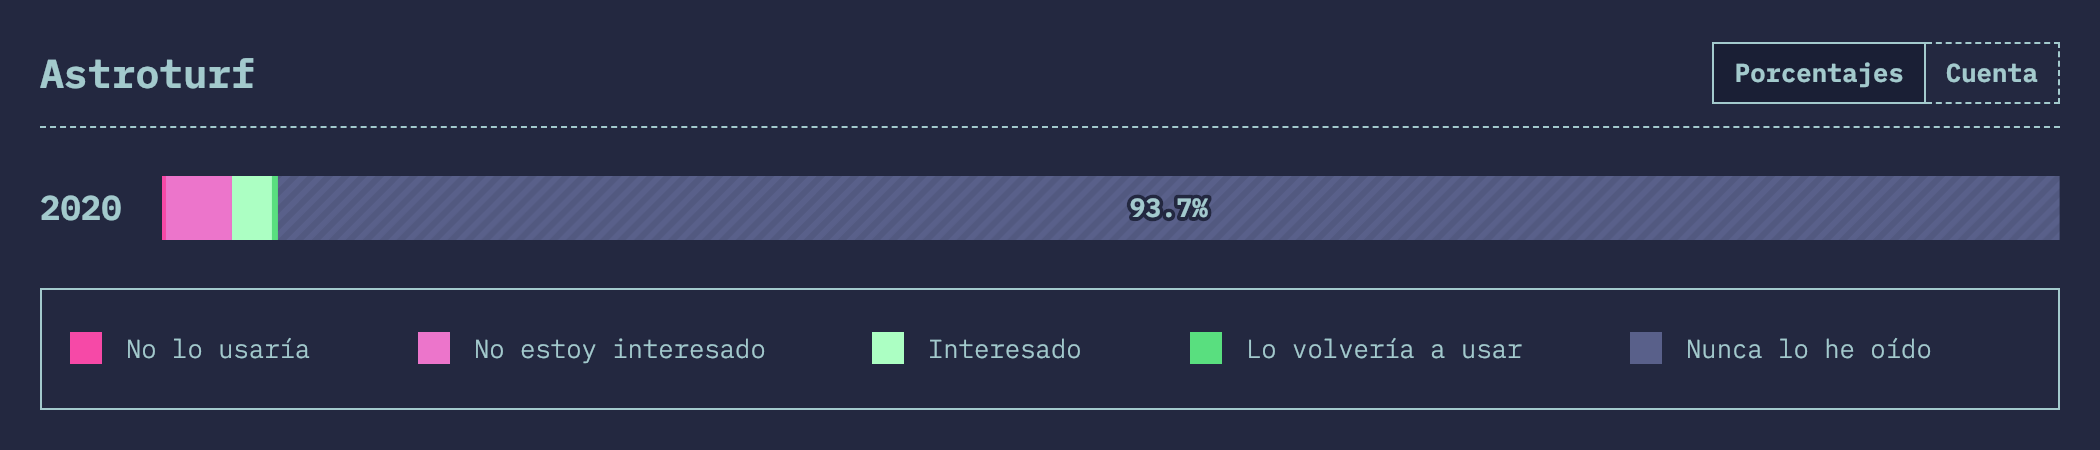 Astroturf
Porcentajes Cuenta
2020 93.7%
No lo usaría No estoy interesado Interesado Lo volvería a usar Nunca lo he oído